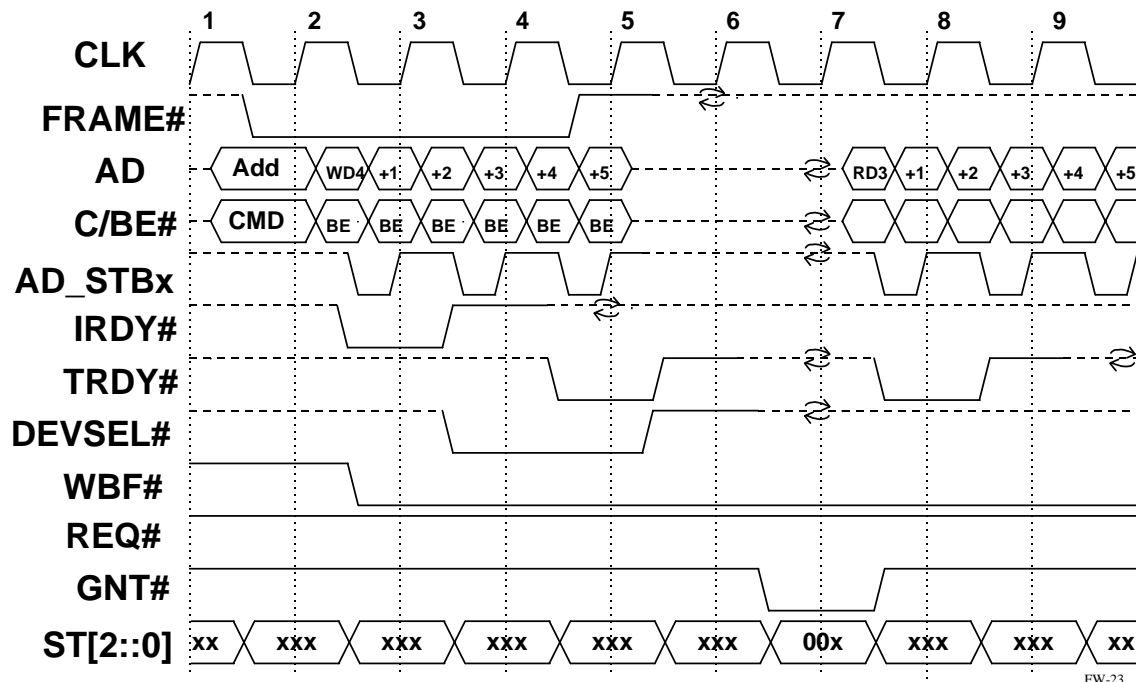 1 2 3 4 5 6 7 8 9
CLK
FRAME#
AD Add WD4 +1 +2 +3 +4 +5 RD3 +1 +2 +3 +4 +5
C/BE# CMD BE BE BE BE BE BE
AD_STBx
IRDY#
TRDY#
DEVSEL#
WBF#
REQ#
GNT#
ST[2::0] xx xxx xxx xxx xxx xxx 00x xxx xxx xx
FW-23